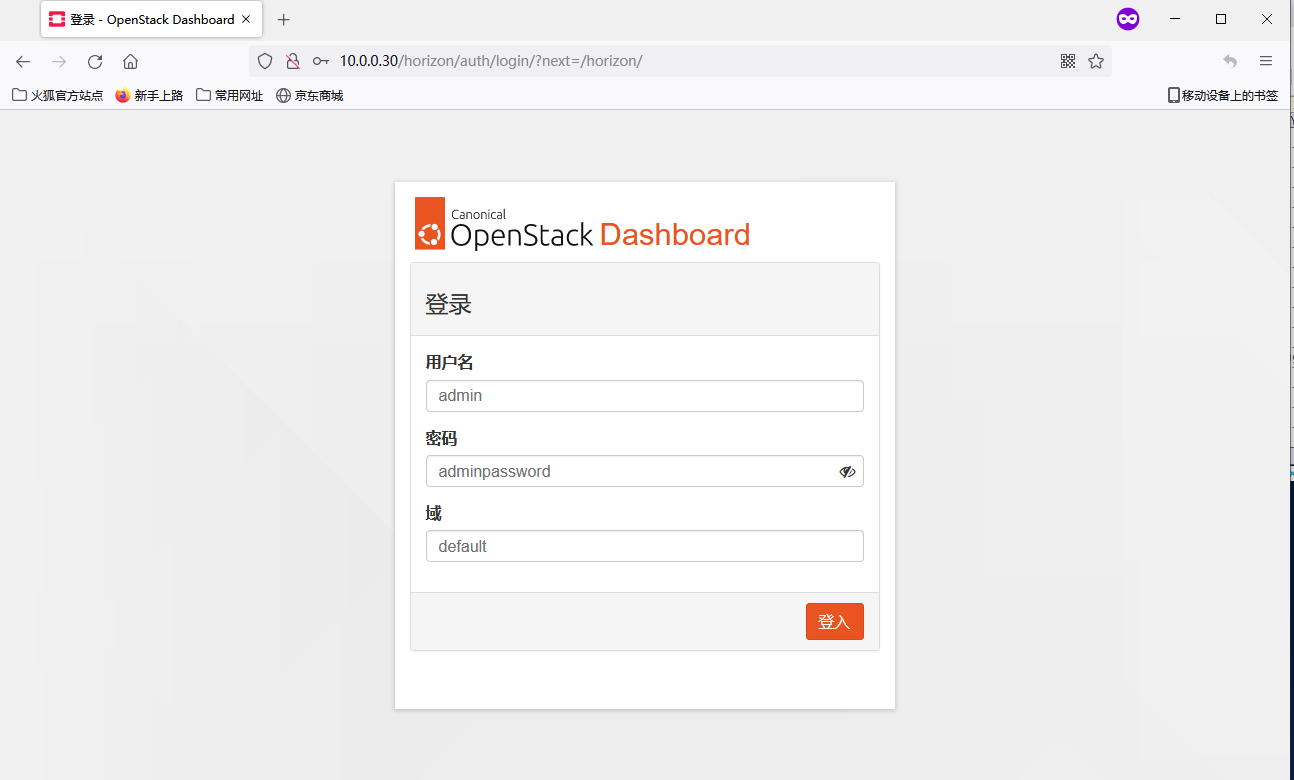 登录 - OpenStack Dashboard
10.0.0.30/horizon/auth/login/?next=/horizon/
火狐官方站点 新手上路 常用网址 京东商城 移动设备上的书签
Canonical
OpenStack Dashboard
登录
用户名
admin
密码
adminpassword
域
default
登入